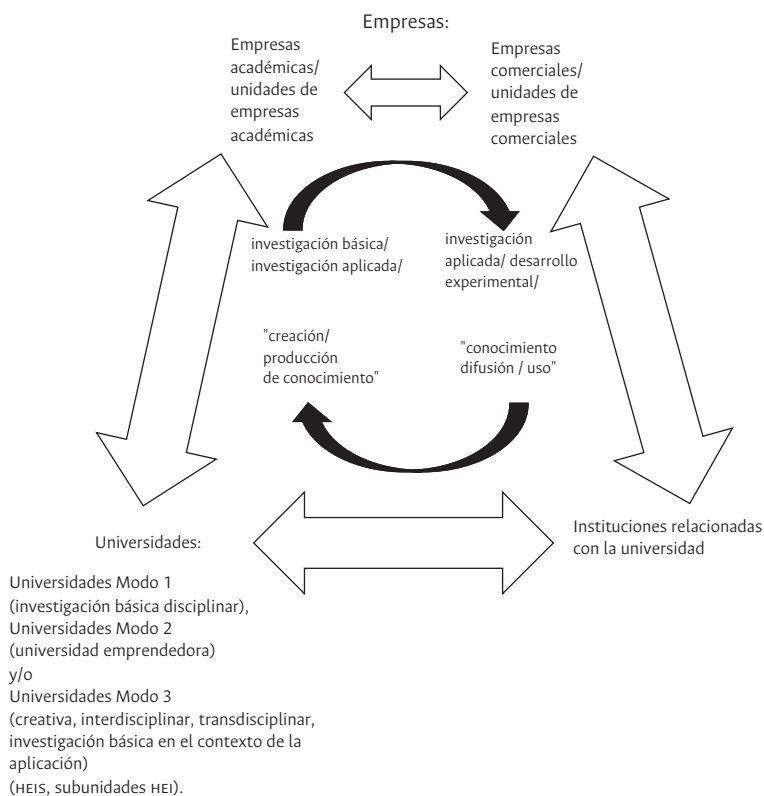 Empresas:
Empresas
académicas/
unidades de
empresas
académicas
Empresas
comerciales/
unidades de
empresas
comerciales
investigación básica/
investigación aplicada/
investigación
aplicada/ desarrollo
experimental/
"creación/
producción
de conocimiento"
"conocimiento
difusión / uso"
Universidades:
Instituciones relacionadas
con la universidad
Universidades Modo 1
(investigación básica disciplinar),
Universidades Modo 2
(universidad emprendedora)
y/o
Universidades Modo 3
(creativa, interdisciplinar, transdisciplinar,
investigación básica en el contexto de la
aplicación)
(HEIS, subunidades HEI).